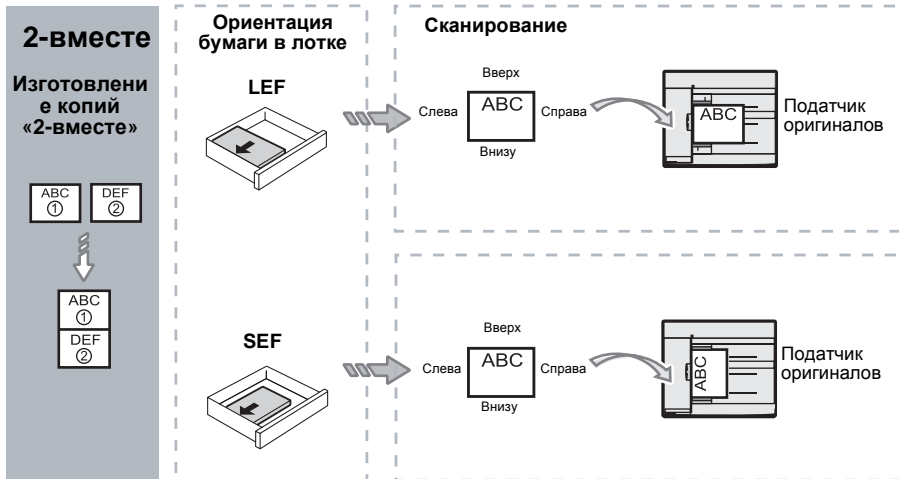 2-вместе
Изготовлени
е копий
«2-вместе»
ABC
①
DEF
②
ABC
①
DEF
②
Ориентация
бумаги в лотке
LEF
SEF
Сканирование
Вверх
Слева
ABC
Справа
Внизу
ABC
Податчик
оригиналов
Вверх
Слева
ABC
Справа
Внизу
ABC
Податчик
оригиналов